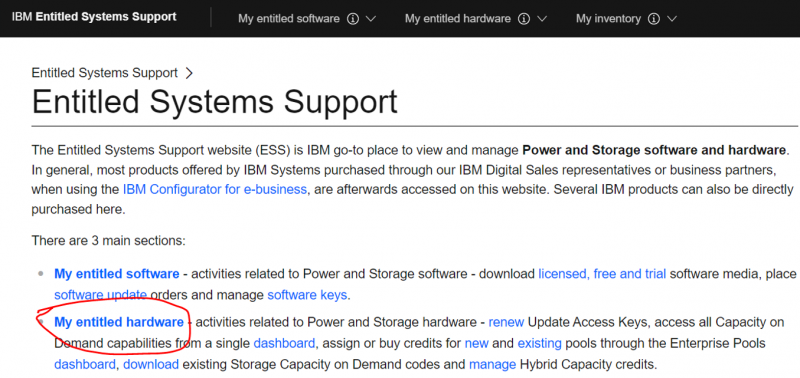 IBM Entitled Systems Support My entitled software My entitled hardware My inventory
Entitled Systems Support >
Entitled Systems Support
The Entitled Systems Support website (ESS) is IBM go-to place to view and manage Power and Storage software and hardware.
In general, most products offered by IBM Systems purchased through our IBM Digital Sales representatives or business partners,
when using the IBM Configurator for e-business, are afterwards accessed on this website. Several IBM products can also be directly
purchased here.
There are 3 main sections:
• My entitled software - activities related to Power and Storage software - download licensed, free and trial software media, place
software update orders and manage software keys.
• My entitled hardware - activities related to Power and Storage hardware - renew Update Access Keys, access all Capacity on
Demand capabilities from a single dashboard, assign or buy credits for new and existing pools through the Enterprise Pools
dashboard, download existing Storage Capacity on Demand codes and manage Hybrid Capacity credits.